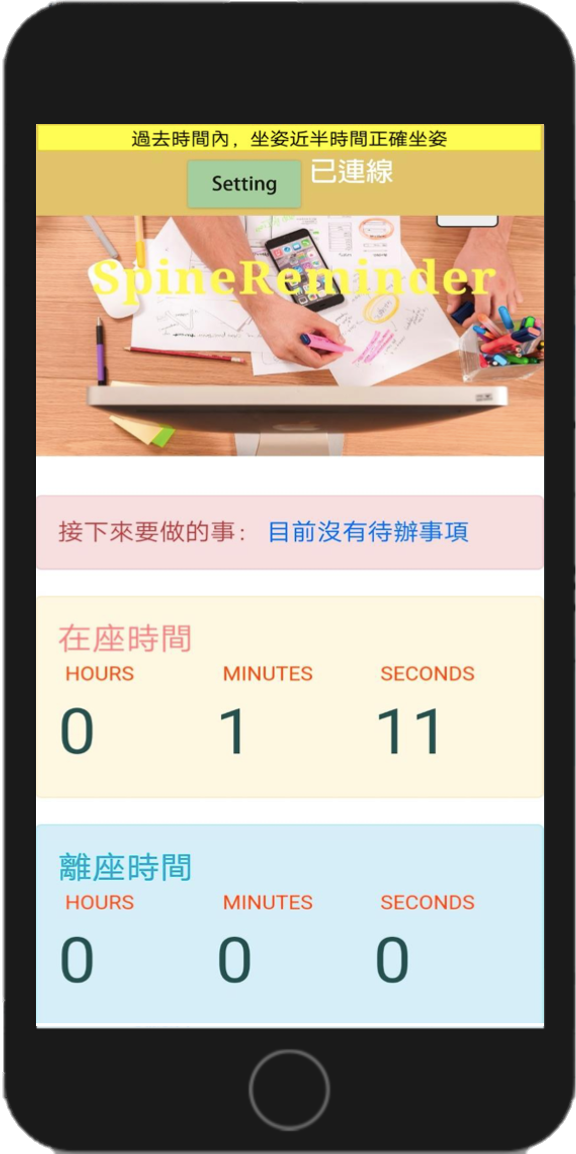 過去時間內，坐姿近半時間正確坐姿
Setting 已連線
SpineReminder
接下來要做的事： 目前沒有待辦事項
在座時間
HOURS MINUTES SECONDS
0 1 11
離座時間
HOURS MINUTES SECONDS
0 0 0